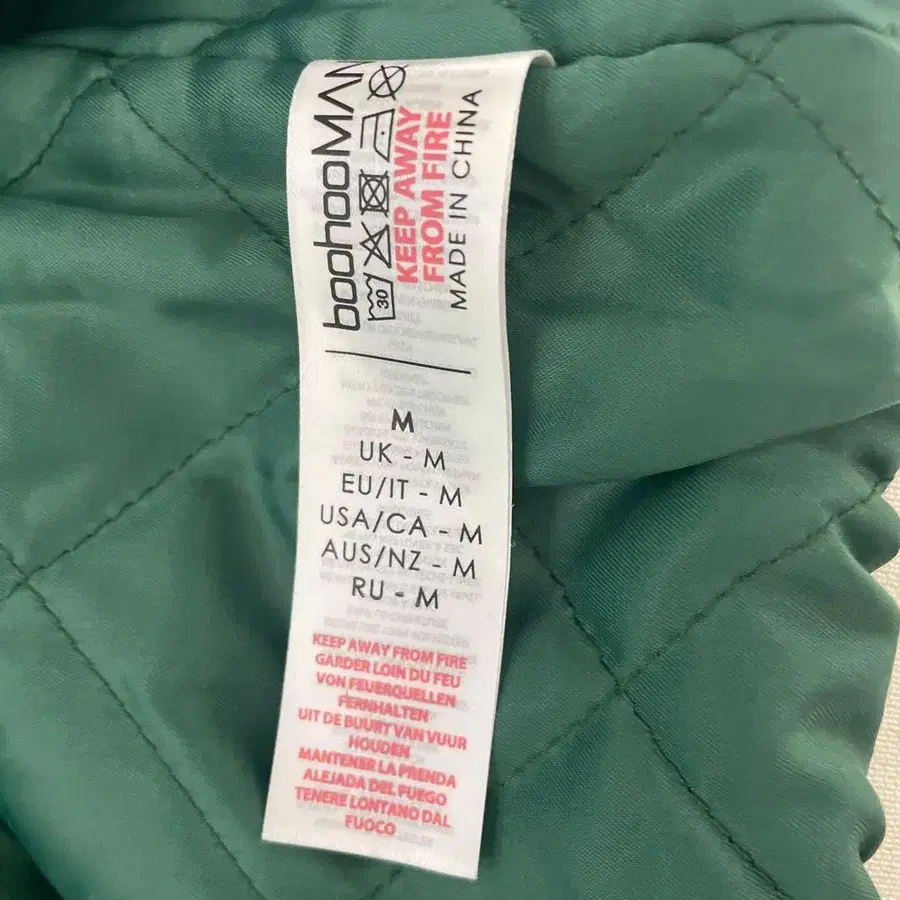 boohooMAN
30
KEEP AWAY
FROM FIRE
MADE IN CHINA
M
UK - M
EU/IT - M
USA/CA - M
AUS/NZ - M
RU - M
KEEP AWAY FROM FIRE
GARDER LOIN DU FEU
VON FEUERQUELLEN
FERNHALTEN
UIT DE BUURT VAN VUUR
HOUDEN
MANTENER LA PRENDA
ALEJADA DEL FUEGO
TENERE LONTANO DAL
FUOCO